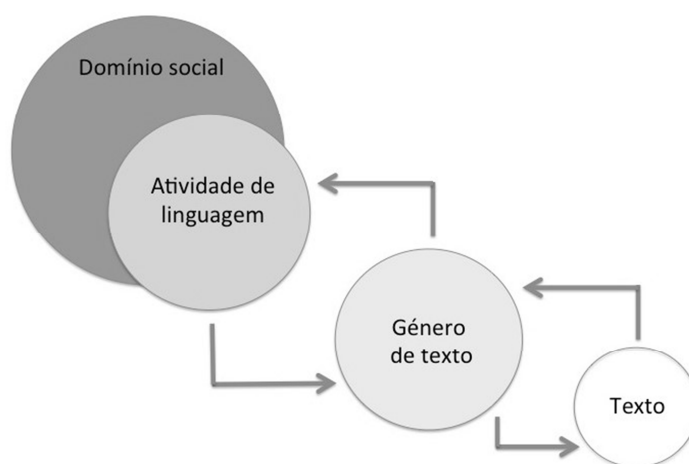 Domínio social
Atividade de
linguagem
Género
de texto
Texto